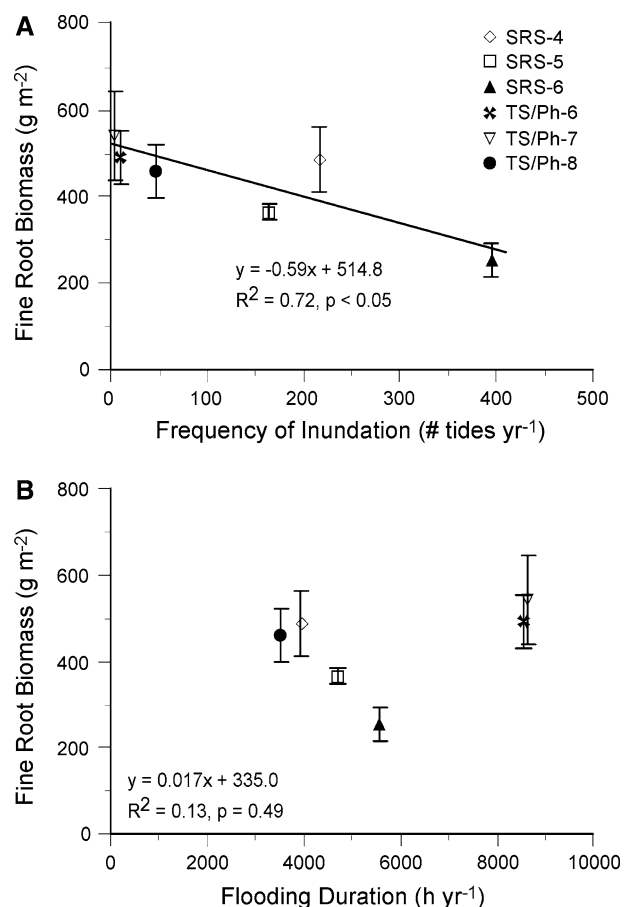 A
800
600
400
200
0
Fine Root Biomass (g m-2)
SRS-4
SRS-5
SRS-6
TS/Ph-6
TS/Ph-7
TS/Ph-8
y = -0.59x + 514.8
R2 = 0.72, p < 0.05
0 100 200 300 400 500
Frequency of Inundation (# tides yr-1)
B
800
600
400
200
0
Fine Root Biomass (g m-2)
y = 0.017x + 335.0
R2 = 0.13, p = 0.49
0 2000 4000 6000 8000 10000
Flooding Duration (h yr-1)